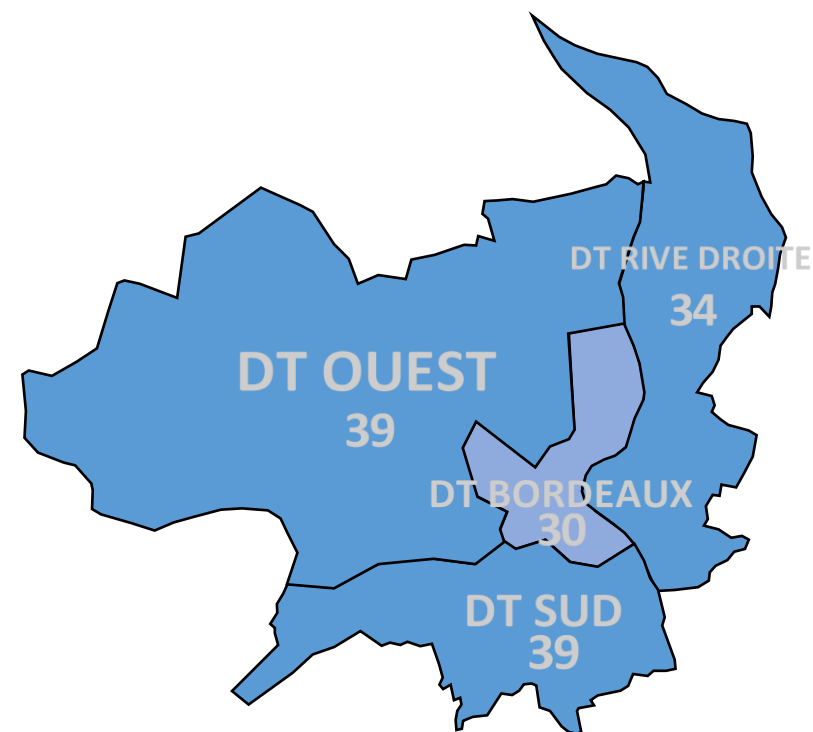 DT RIVE DROITE
34
DT OUEST
39
DT BORDEAUX
30
DT SUD
39